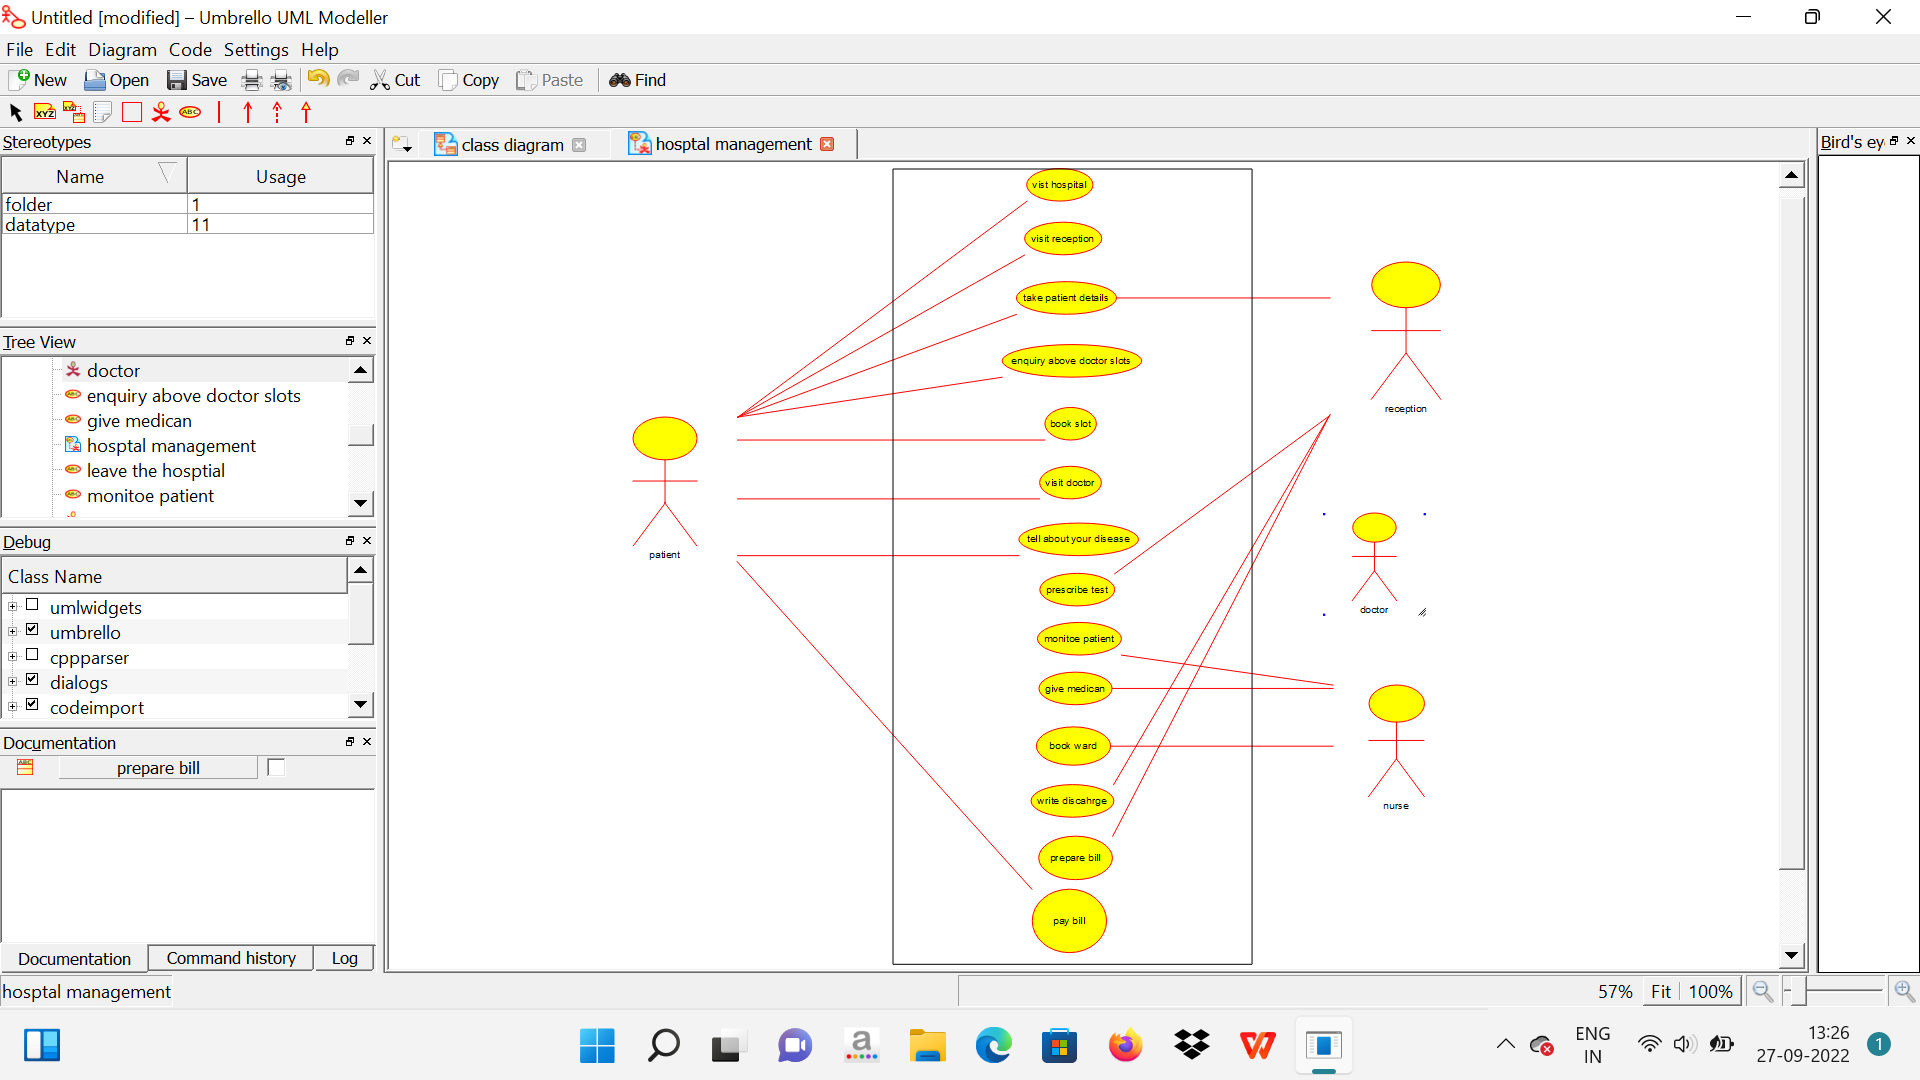 Untitled [modified] – Umbrello UML Modeller
File Edit Diagram Code Settings Help
New Open Save Cut Copy Paste Find
XYZ XYZ ABC
Stereotypes
Name Usage
folder 1
datatype 11
Tree View
doctor
enquiry above doctor slots
give medican
hosptal management
leave the hosptial
monitoe patient
Debug
Class Name
umlwidgets
umbrello
cppparser
dialogs
codeimport
Documentation
prepare bill
Documentation Command history Log
class diagram hosptal management
Bird's ey
vist hospital
visit reception
take patient details
enquiry above doctor slots
book slot
visit doctor
tell about your disease
prescribe test
monitoe patient
give medican
book ward
write discahrge
prepare bill
pay bill
patient
reception
doctor
nurse
hosptal management
57% Fit 100%
ENG
IN
13:26
27-09-2022
1